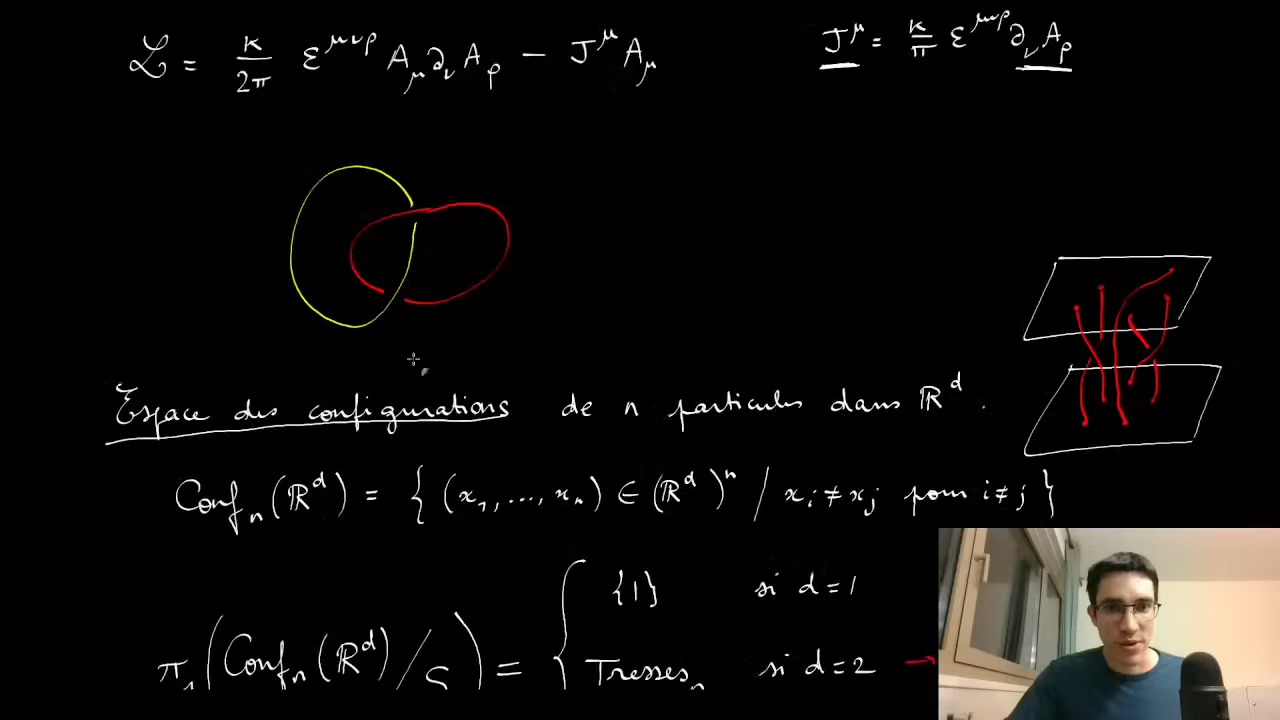 ℒ = κ/2π ε^{μνρ} A_μ ∂_ν A_ρ − J^μ A_μ
J^μ = κ/π ε^{μνρ} ∂_ν A_ρ
Espace des configurations de n particules dans ℝ^d.
Conf_n(ℝ^d) = { (x_1, ..., x_n) ∈ (ℝ^d)^n / x_i ≠ x_j pour i ≠ j }
{1} si d = 1
π_1(Conf_n(ℝ^d)/S) = { Tresses_n si d = 2 →